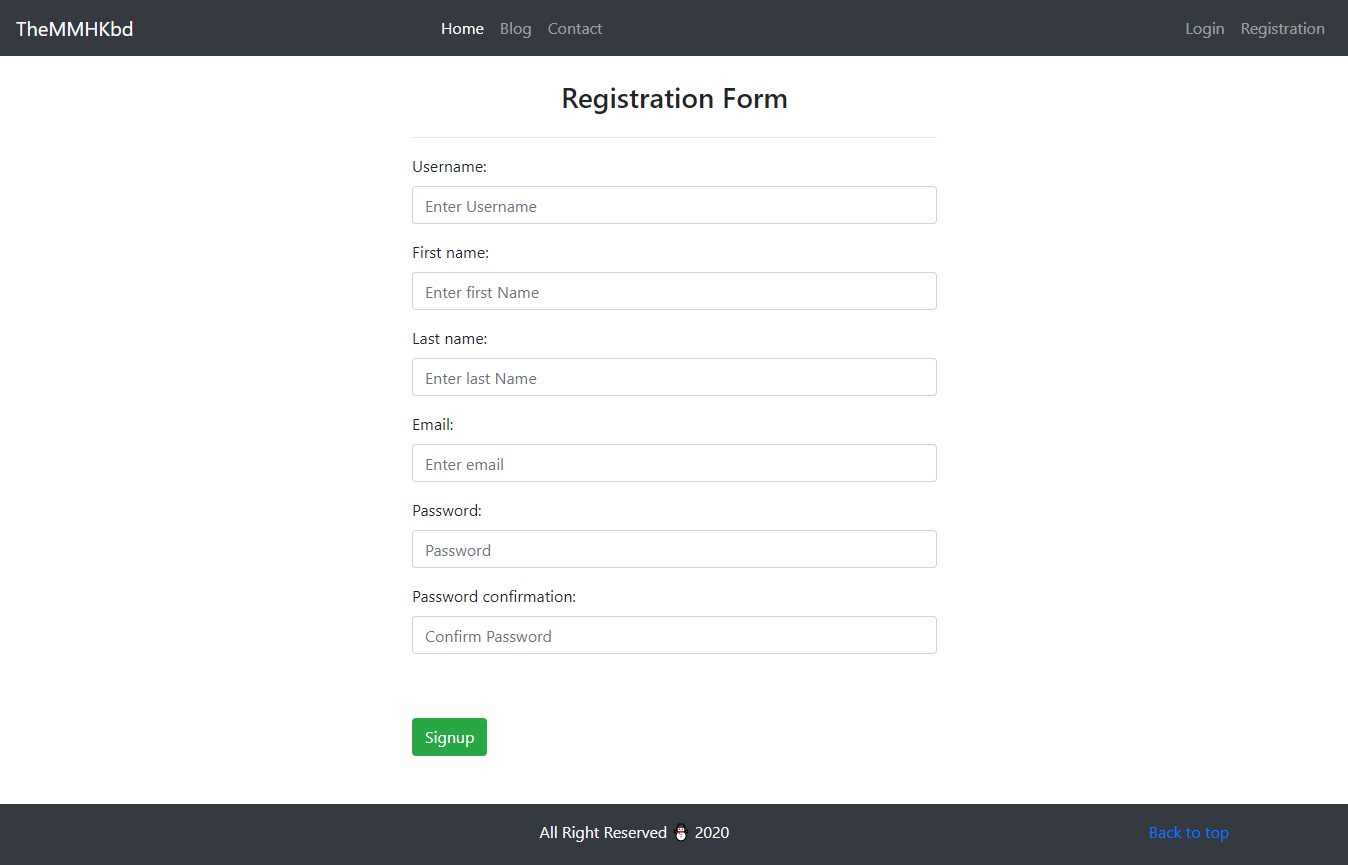 TheMMHKbd Home Blog Contact Login Registration
Registration Form
Username:
Enter Username
First name:
Enter first Name
Last name:
Enter last Name
Email:
Enter email
Password:
Password
Password confirmation:
Confirm Password
Signup
All Right Reserved ⛄ 2020 Back to top